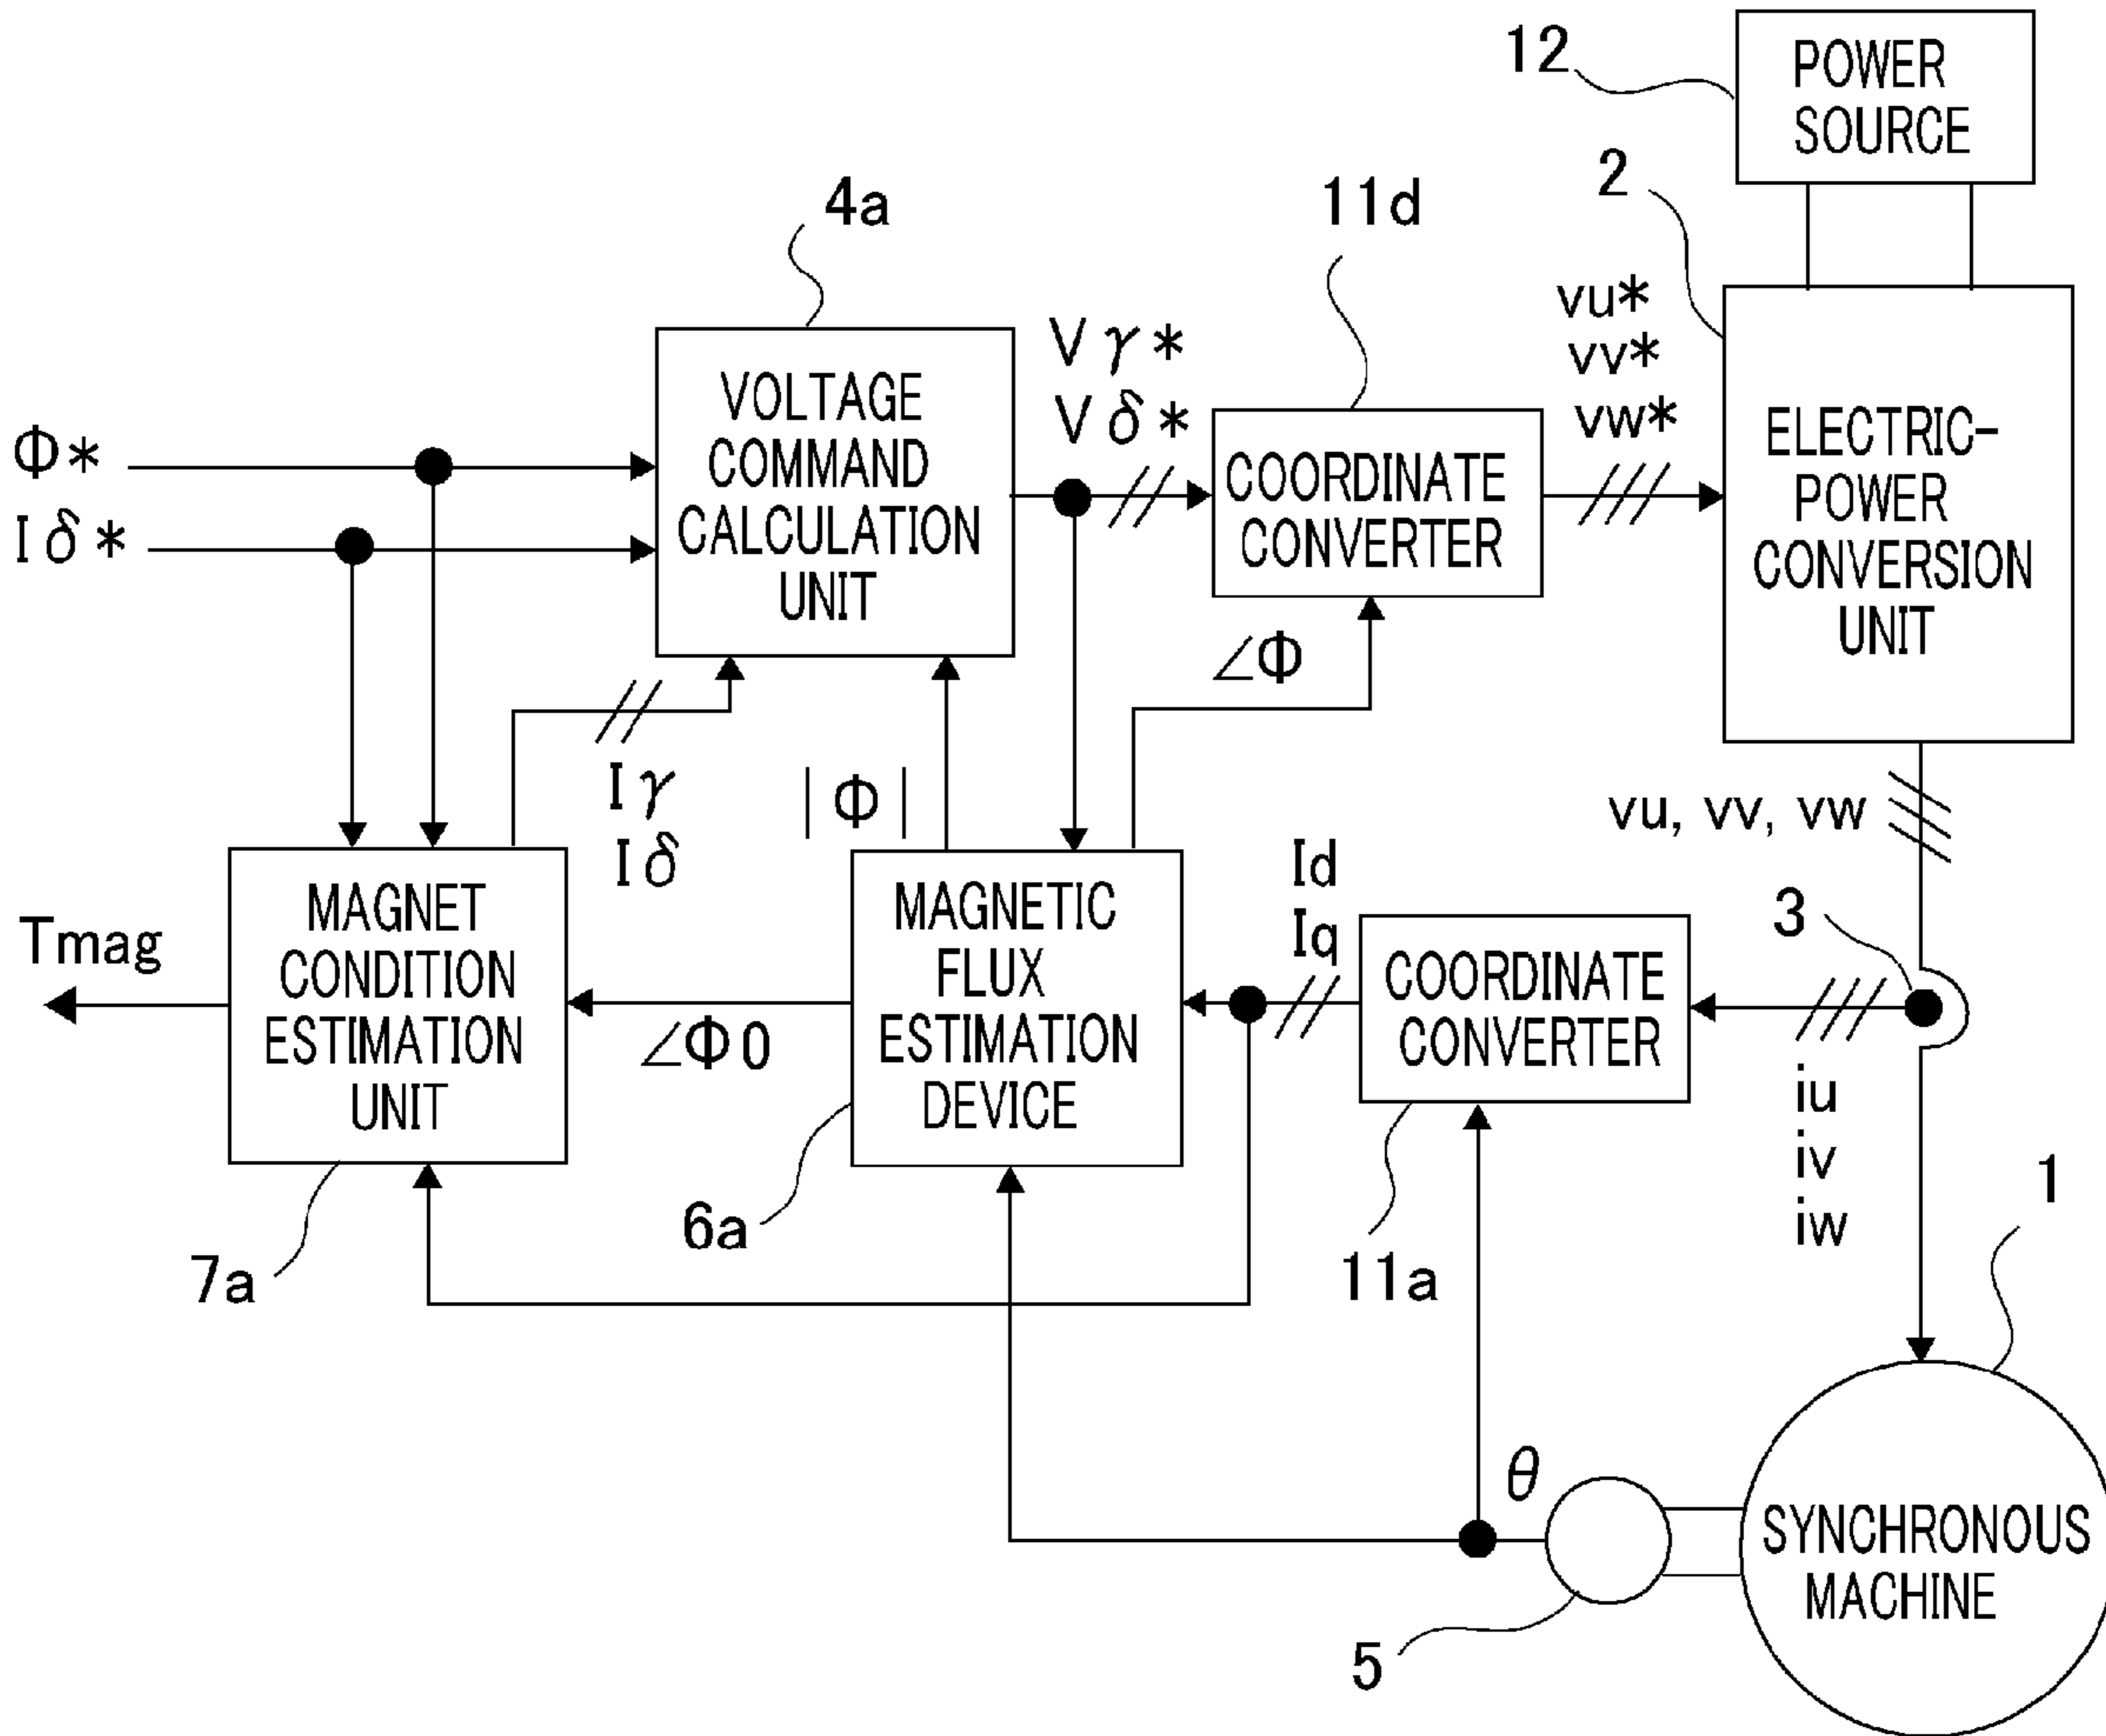 12
POWER
SOURCE
4a
11d
2
Φ*
Iδ*
VOLTAGE
COMMAND
CALCULATION
UNIT
Vγ*
Vδ*
COORDINATE
CONVERTER
vu*
vv*
vw*
ELECTRIC-
POWER
CONVERSION
UNIT
∠Φ
Iγ
Iδ
|Φ|
vu, vv, vw
Tmag
MAGNET
CONDITION
ESTIMATION
UNIT
∠Φ0
MAGNETIC
FLUX
ESTIMATION
DEVICE
Id
Iq
COORDINATE
CONVERTER
3
iu
iv
iw
7a
6a
11a
1
θ
5
SYNCHRONOUS
MACHINE